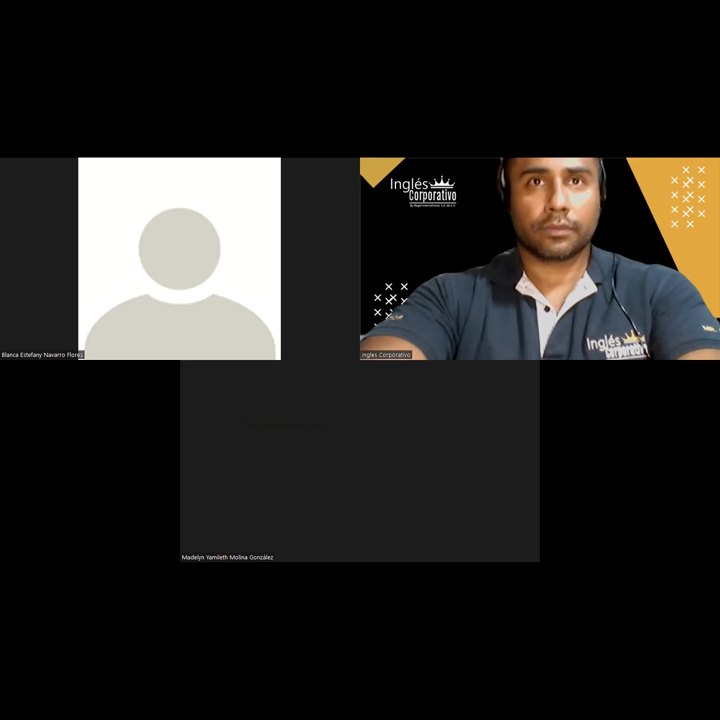 Inglés
Corporativo
Inglés
Corporativo
Blanca Estefany Navarro Flores
Ingles Corporativo
Madelyn Yamileth Molina González